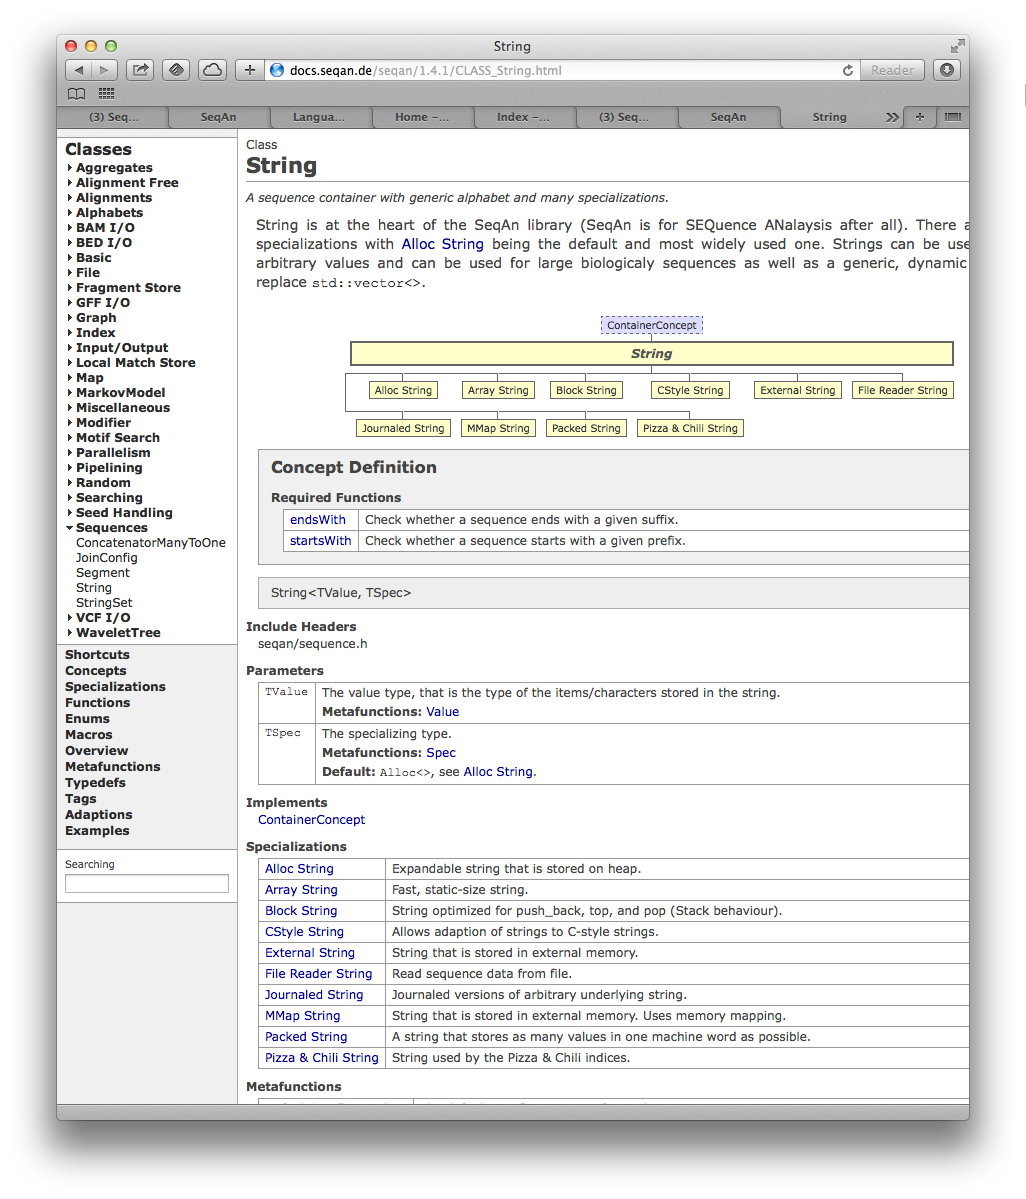 String
docs.seqan.de/seqan/1.4.1/CLASS_String.html
Reader
(3) Seq...
SeqAn
Langua...
Home –...
Index –...
(3) Seq...
SeqAn
String
Classes
Aggregates
Alignment Free
Alignments
Alphabets
BAM I/O
BED I/O
Basic
File
Fragment Store
GFF I/O
Graph
Index
Input/Output
Local Match Store
Map
MarkovModel
Miscellaneous
Modifier
Motif Search
Parallelism
Pipelining
Random
Searching
Seed Handling
Sequences
ConcatenatorManyToOne
JoinConfig
Segment
String
StringSet
VCF I/O
WaveletTree
Shortcuts
Concepts
Specializations
Functions
Enums
Macros
Overview
Metafunctions
Typedefs
Tags
Adaptions
Examples
Searching
Class
String
A sequence container with generic alphabet and many specializations.
String is at the heart of the SeqAn library (SeqAn is for SEQuence ANalaysis after all). There a
specializations with Alloc String being the default and most widely used one. Strings can be use
arbitrary values and can be used for large biologicaly sequences as well as a generic, dynamic
replace std::vector<>.
ContainerConcept
String
Alloc String
Array String
Block String
CStyle String
External String
File Reader String
Journaled String
MMap String
Packed String
Pizza & Chili String
Concept Definition
Required Functions
endsWith Check whether a sequence ends with a given suffix.
startsWith Check whether a sequence starts with a given prefix.
String<TValue, TSpec>
Include Headers
seqan/sequence.h
Parameters
TValue The value type, that is the type of the items/characters stored in the string.
Metafunctions: Value
TSpec The specializing type.
Metafunctions: Spec
Default: Alloc<>, see Alloc String.
Implements
ContainerConcept
Specializations
Alloc String Expandable string that is stored on heap.
Array String Fast, static-size string.
Block String String optimized for push_back, top, and pop (Stack behaviour).
CStyle String Allows adaption of strings to C-style strings.
External String String that is stored in external memory.
File Reader String Read sequence data from file.
Journaled String Journaled versions of arbitrary underlying string.
MMap String String that is stored in external memory. Uses memory mapping.
Packed String A string that stores as many values in one machine word as possible.
Pizza & Chili String String used by the Pizza & Chili indices.
Metafunctions